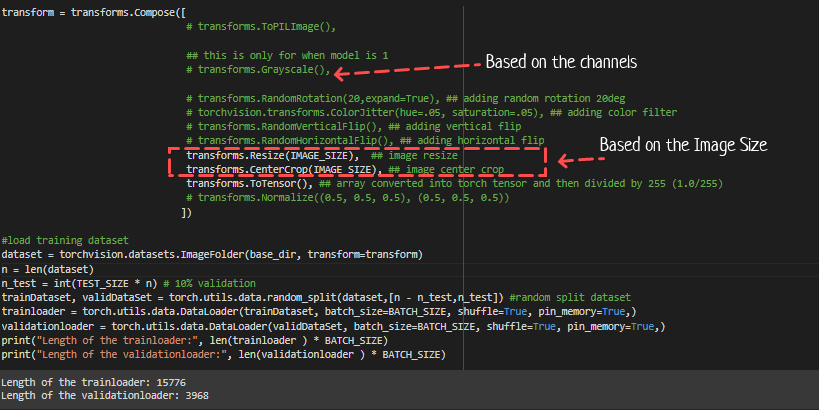 transform = transforms.Compose([
# transforms.ToPILImage(),
## this is only for when model is 1
# transforms.Grayscale(),
Based on the channels
# transforms.RandomRotation(20,expand=True), ## adding random rotation 20deg
# torchvision.transforms.ColorJitter(hue=.05, saturation=.05), ## adding color filter
# transforms.RandomVerticalFlip(), ## adding vertical flip
# transforms.RandomHorizontalFlip(), ## adding horizontal flip
Based on the Image Size
transforms.Resize(IMAGE_SIZE), ## image resize
transforms.CenterCrop(IMAGE_SIZE), ## image center crop
transforms.ToTensor(), ## array converted into torch tensor and then divided by 255 (1.0/255)
# transforms.Normalize((0.5, 0.5, 0.5), (0.5, 0.5, 0.5))
])
#load training dataset
dataset = torchvision.datasets.ImageFolder(base_dir, transform=transform)
n = len(dataset)
n_test = int(TEST_SIZE * n) # 10% validation
trainDataset, validDataSet = torch.utils.data.random_split(dataset,[n - n_test,n_test]) #random split dataset
trainloader = torch.utils.data.DataLoader(trainDataset, batch_size=BATCH_SIZE, shuffle=True, pin_memory=True,)
validationloader = torch.utils.data.DataLoader(validDataSet, batch_size=BATCH_SIZE, shuffle=True, pin_memory=True,)
print("Length of the trainloader:", len(trainloader ) * BATCH_SIZE)
print("Length of the validationloader:", len(validationloader ) * BATCH_SIZE)
Length of the trainloader: 15776
Length of the validationloader: 3968